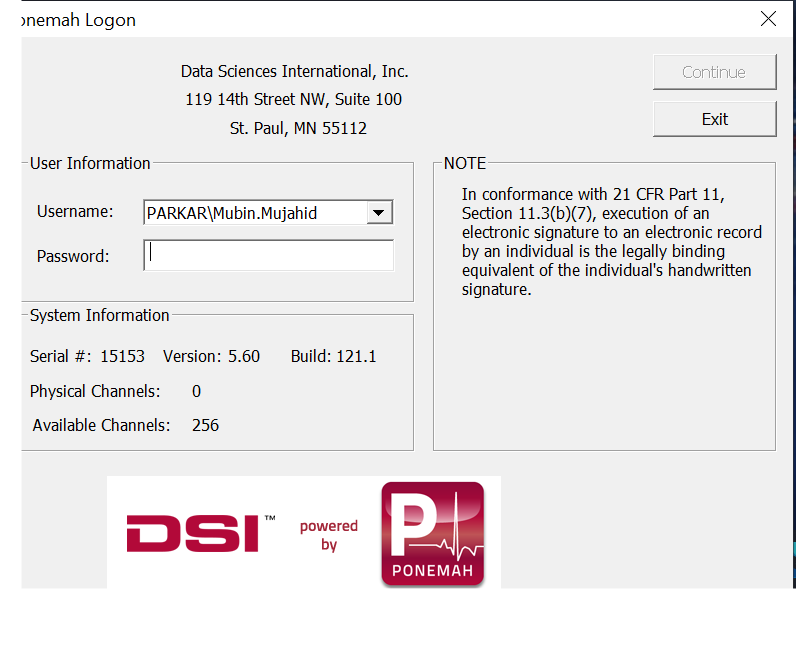 onemah Logon
Data Sciences International, Inc.
119 14th Street NW, Suite 100
St. Paul, MN 55112
Continue
Exit
User Information
Username: PARKAR\Mubin.Mujahid
Password:
NOTE
In conformance with 21 CFR Part 11,
Section 11.3(b)(7), execution of an
electronic signature to an electronic record
by an individual is the legally binding
equivalent of the individual's handwritten
signature.
System Information
Serial #: 15153 Version: 5.60 Build: 121.1
Physical Channels: 0
Available Channels: 256
DSI™
powered
by
P
PONEMAH